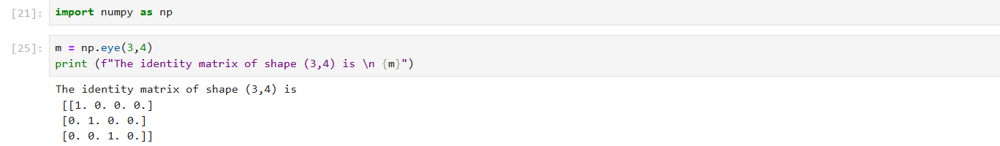 [21]: import numpy as np
[25]: m = np.eye(3,4)
print (f"The identity matrix of shape (3,4) is \n {m}")
The identity matrix of shape (3,4) is
[[1. 0. 0. 0.]
[0. 1. 0. 0.]
[0. 0. 1. 0.]]